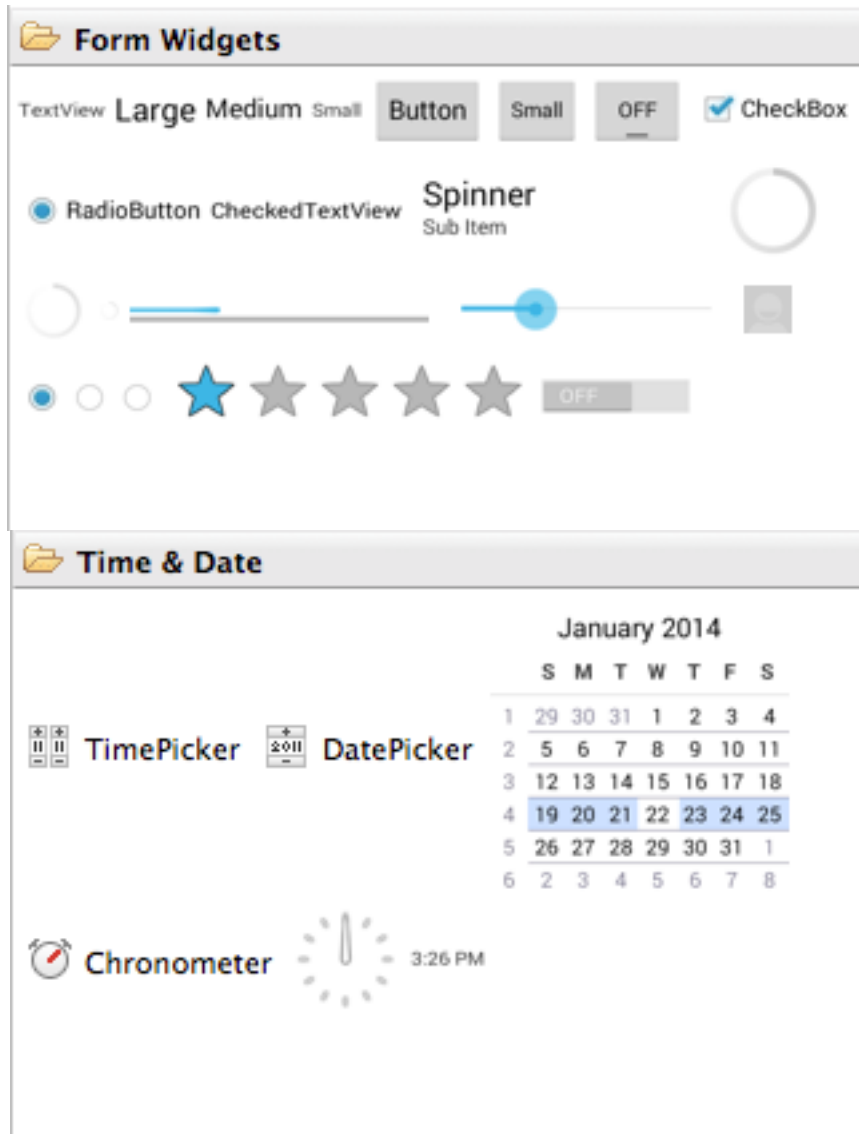 Form Widgets
TextView Large Medium Small Button Small OFF CheckBox
RadioButton CheckedTextView Spinner
Sub Item
OFF
Time & Date
January 2014
S M T W T F S
1 29 30 31 1 2 3 4
2 5 6 7 8 9 10 11
TimePicker 2011 DatePicker
3 12 13 14 15 16 17 18
4 19 20 21 22 23 24 25
5 26 27 28 29 30 31 1
6 2 3 4 5 6 7 8
Chronometer 3:26 PM